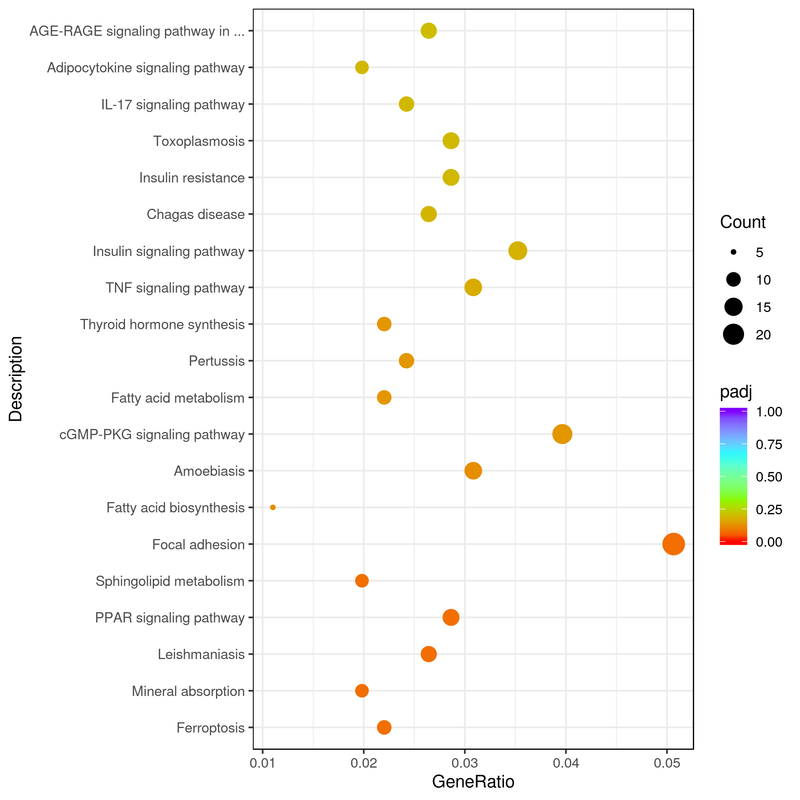 AGE-RAGE signaling pathway in ...
Adipocytokine signaling pathway
IL-17 signaling pathway
Toxoplasmosis
Insulin resistance
Chagas disease
Insulin signaling pathway
TNF signaling pathway
Thyroid hormone synthesis
Pertussis
Fatty acid metabolism
cGMP-PKG signaling pathway
Amoebiasis
Fatty acid biosynthesis
Focal adhesion
Sphingolipid metabolism
PPAR signaling pathway
Leishmaniasis
Mineral absorption
Ferroptosis
Description
0.01 0.02 0.03 0.04 0.05
GeneRatio
Count
5
10
15
20
padj
1.00
0.75
0.50
0.25
0.00